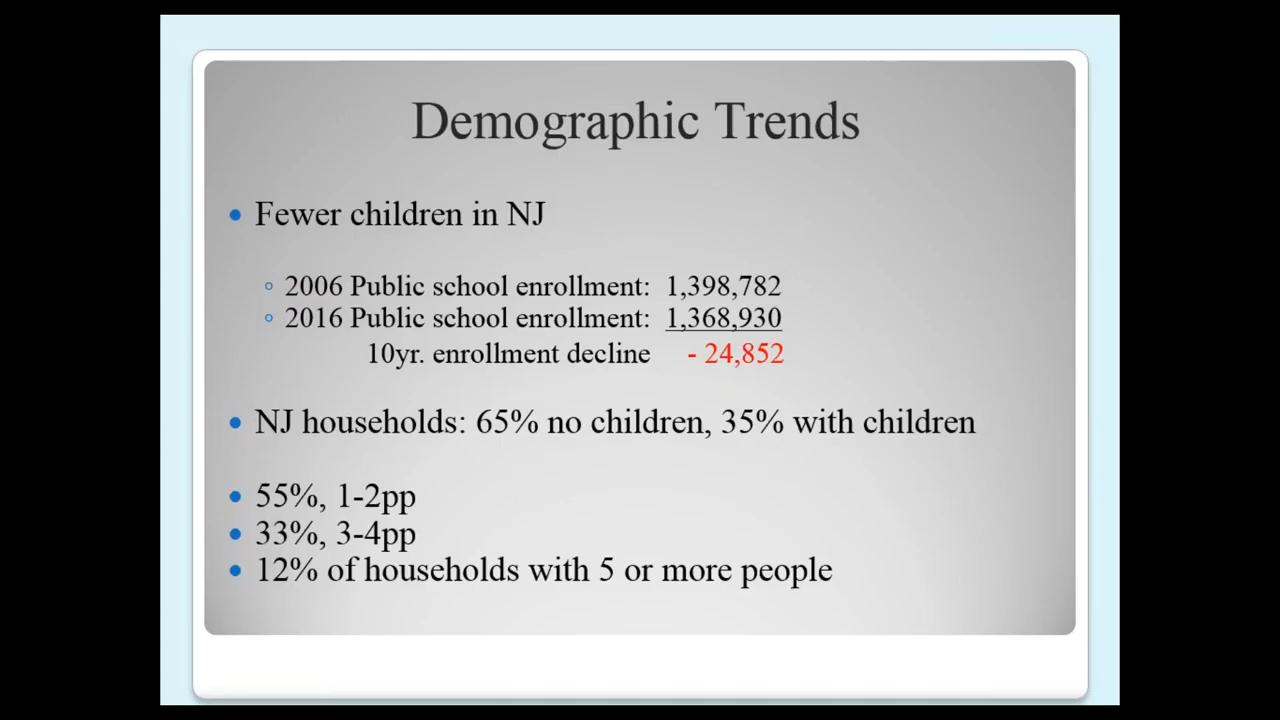 Demographic Trends
Fewer children in NJ
2006 Public school enrollment: 1,398,782
2016 Public school enrollment: 1,368,930
10yr. enrollment decline - 24,852
NJ households: 65% no children, 35% with children
55%, 1-2pp
33%, 3-4pp
12% of households with 5 or more people